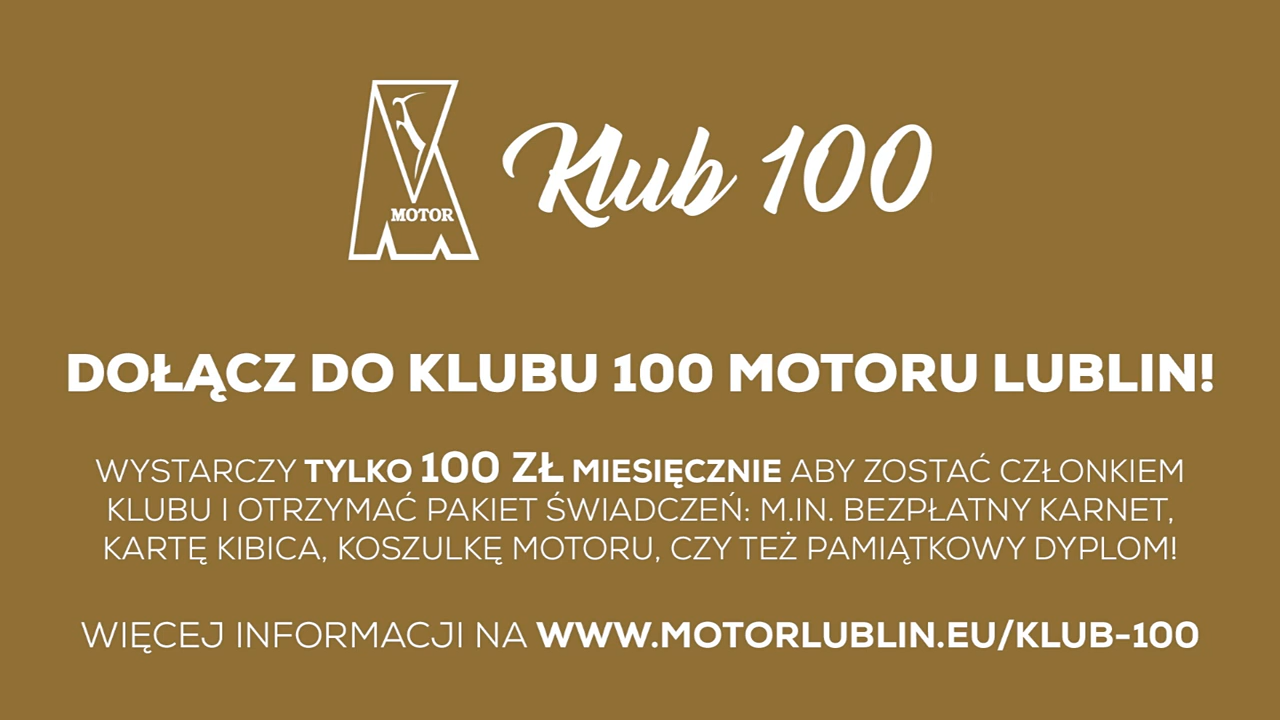 MOTOR
Klub 100
DOŁĄCZ DO KLUBU 100 MOTORU LUBLIN!
WYSTARCZY TYLKO 100 ZŁ MIESIĘCZNIE ABY ZOSTAĆ CZŁONKIEM
KLUBU I OTRZYMAĆ PAKIET ŚWIADCZEŃ: M.IN. BEZPŁATNY KARNET,
KARTĘ KIBICA, KOSZULKĘ MOTORU, CZY TEŻ PAMIĄTKOWY DYPLOM!
WIĘCEJ INFORMACJI NA WWW.MOTORLUBLIN.EU/KLUB-100